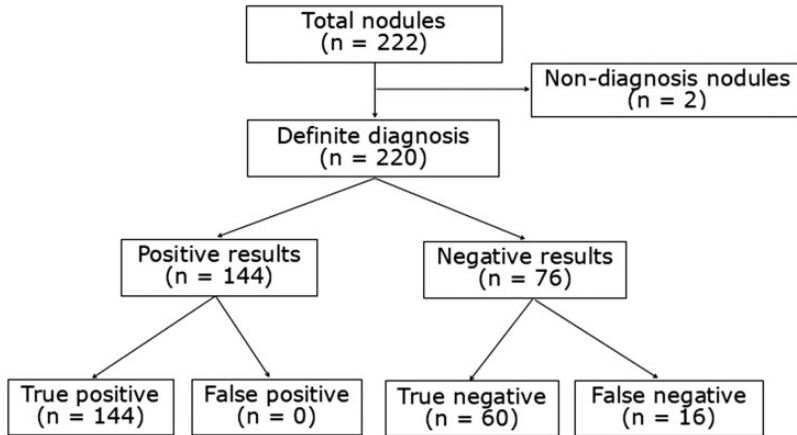 Total nodules
(n = 222)
Non-diagnosis nodules
(n = 2)
Definite diagnosis
(n = 220)
Positive results
(n = 144)
Negative results
(n = 76)
True positive
(n = 144)
False positive
(n = 0)
True negative
(n = 60)
False negative
(n = 16)